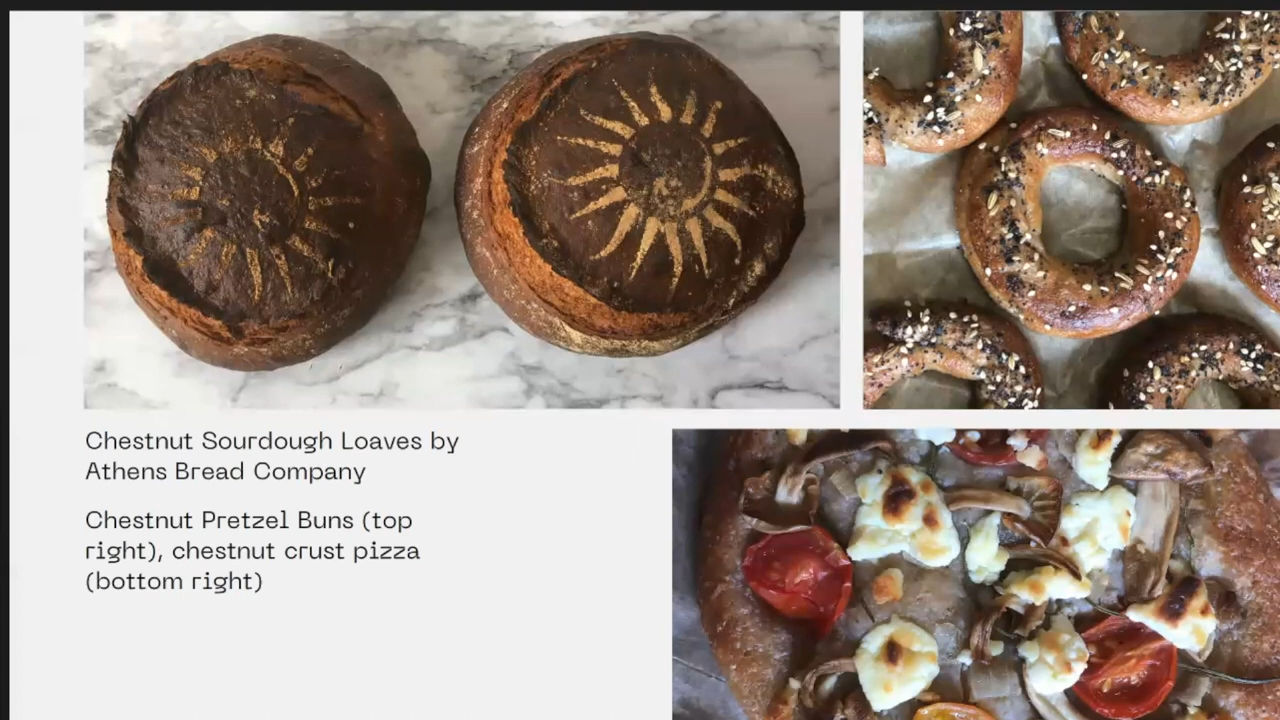 Chestnut Sourdough Loaves by
Athens Bread Company
Chestnut Pretzel Buns (top
right), chestnut crust pizza
(bottom right)